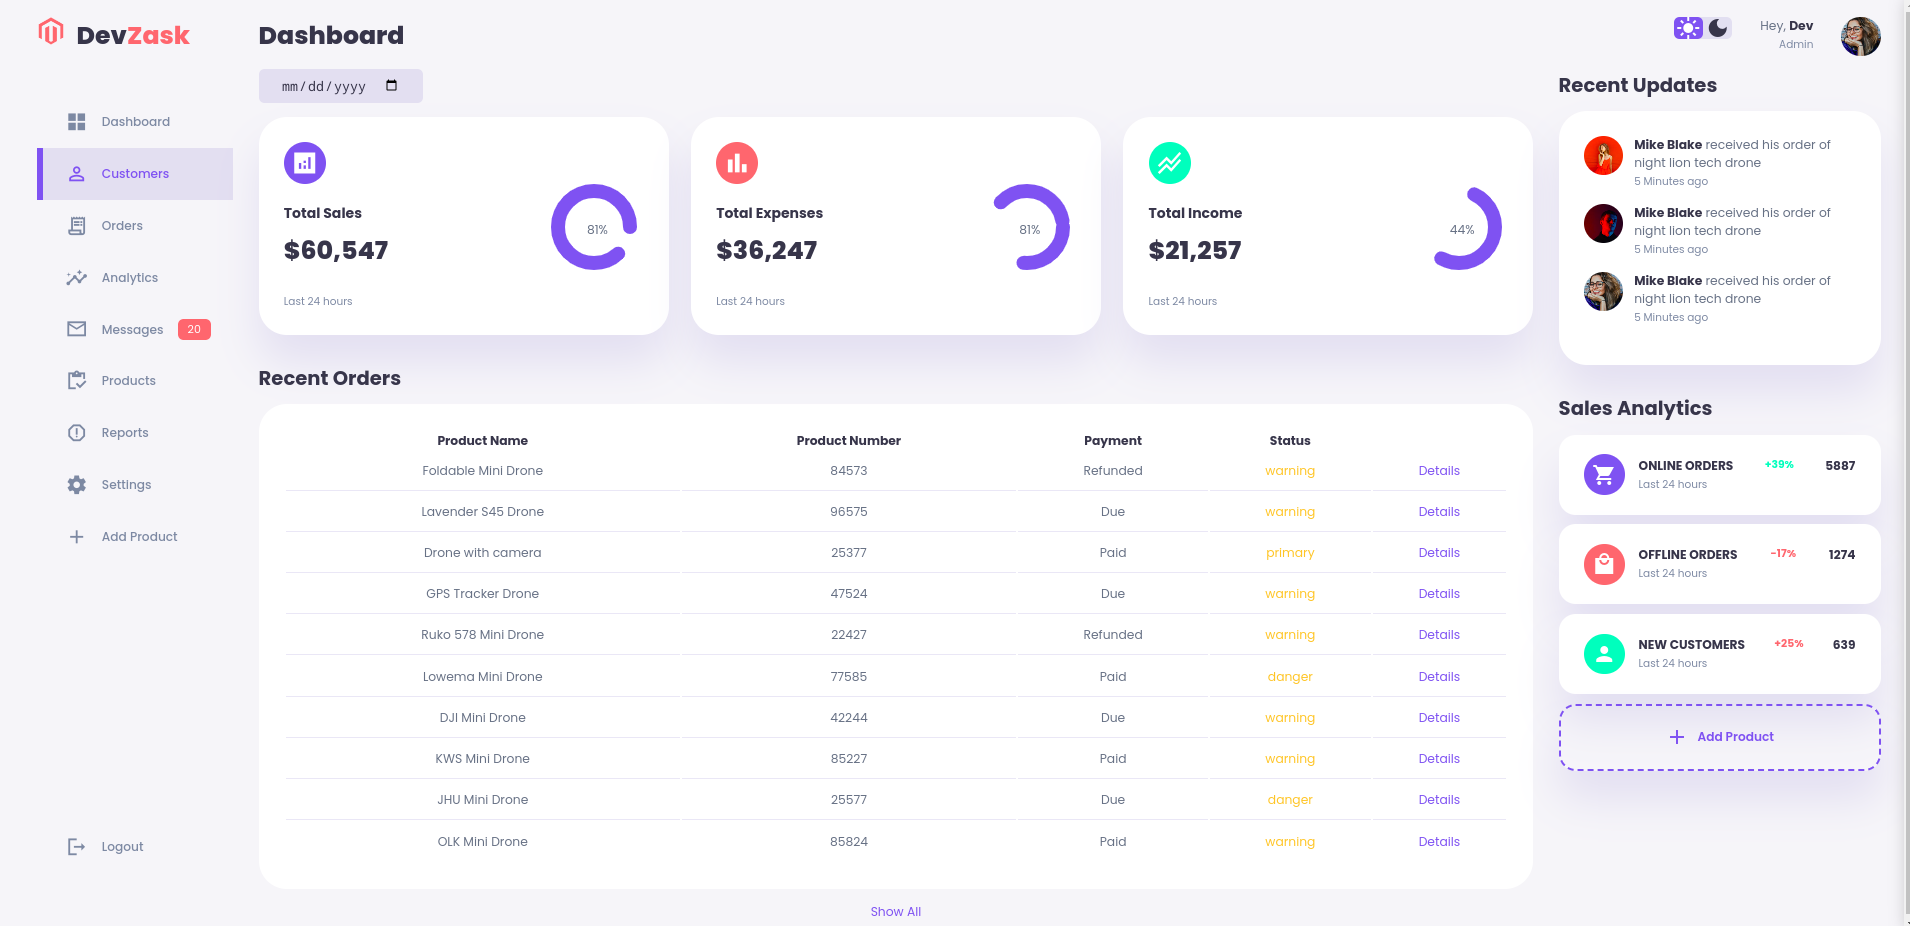 DevZask
Dashboard
Customers
Orders
Analytics
Messages 20
Products
Reports
Settings
Add Product
Logout
Dashboard
mm/dd/yyyy
Total Sales
$60,547
81%
Last 24 hours
Total Expenses
$36,247
81%
Last 24 hours
Total Income
$21,257
44%
Last 24 hours
Recent Orders
Product Name Product Number Payment Status
Foldable Mini Drone 84573 Refunded warning Details
Lavender S45 Drone 96575 Due warning Details
Drone with camera 25377 Paid primary Details
GPS Tracker Drone 47524 Due warning Details
Ruko 578 Mini Drone 22427 Refunded warning Details
Lowema Mini Drone 77585 Paid danger Details
DJI Mini Drone 42244 Due warning Details
KWS Mini Drone 85227 Paid warning Details
JHU Mini Drone 25577 Due danger Details
OLK Mini Drone 85824 Paid warning Details
Show All
Hey, Dev
Admin
Recent Updates
Mike Blake received his order of
night lion tech drone
5 Minutes ago
Mike Blake received his order of
night lion tech drone
5 Minutes ago
Mike Blake received his order of
night lion tech drone
5 Minutes ago
Sales Analytics
ONLINE ORDERS +39% 5887
Last 24 hours
OFFLINE ORDERS -17% 1274
Last 24 hours
NEW CUSTOMERS +25% 639
Last 24 hours
Add Product